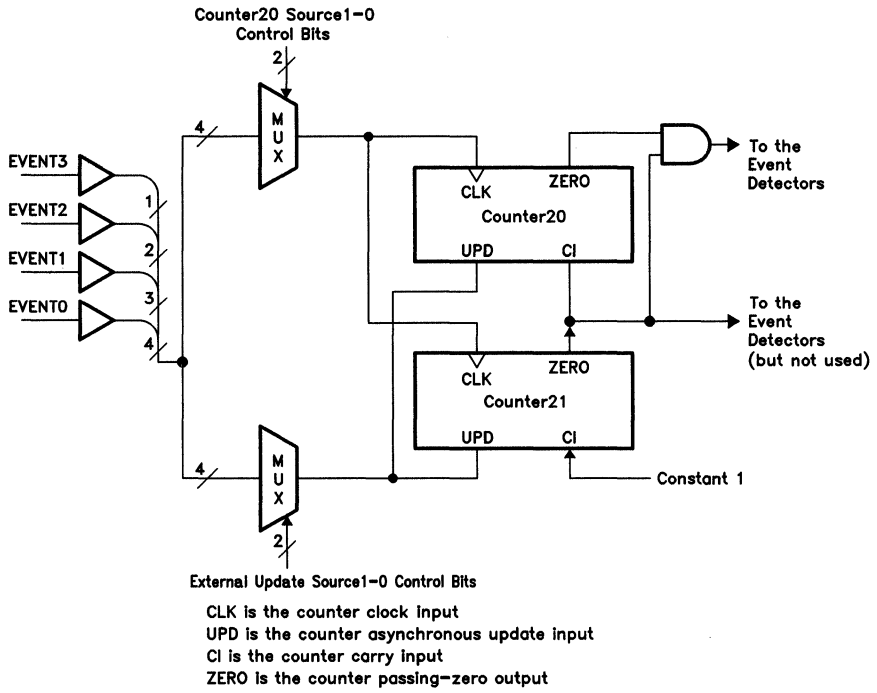 Counter20 Source1-0
Control Bits
2
4
MUX
EVENT3
EVENT2
EVENT1
EVENT0
1
2
3
4
CLK
ZERO
Counter20
UPD
CI
To the
Event
Detectors
To the
Event
Detectors
(but not used)
CLK
ZERO
Counter21
UPD
CI
4
MUX
Constant 1
2
External Update Source1-0 Control Bits
CLK is the counter clock input
UPD is the counter asynchronous update input
CI is the counter carry input
ZERO is the counter passing-zero output